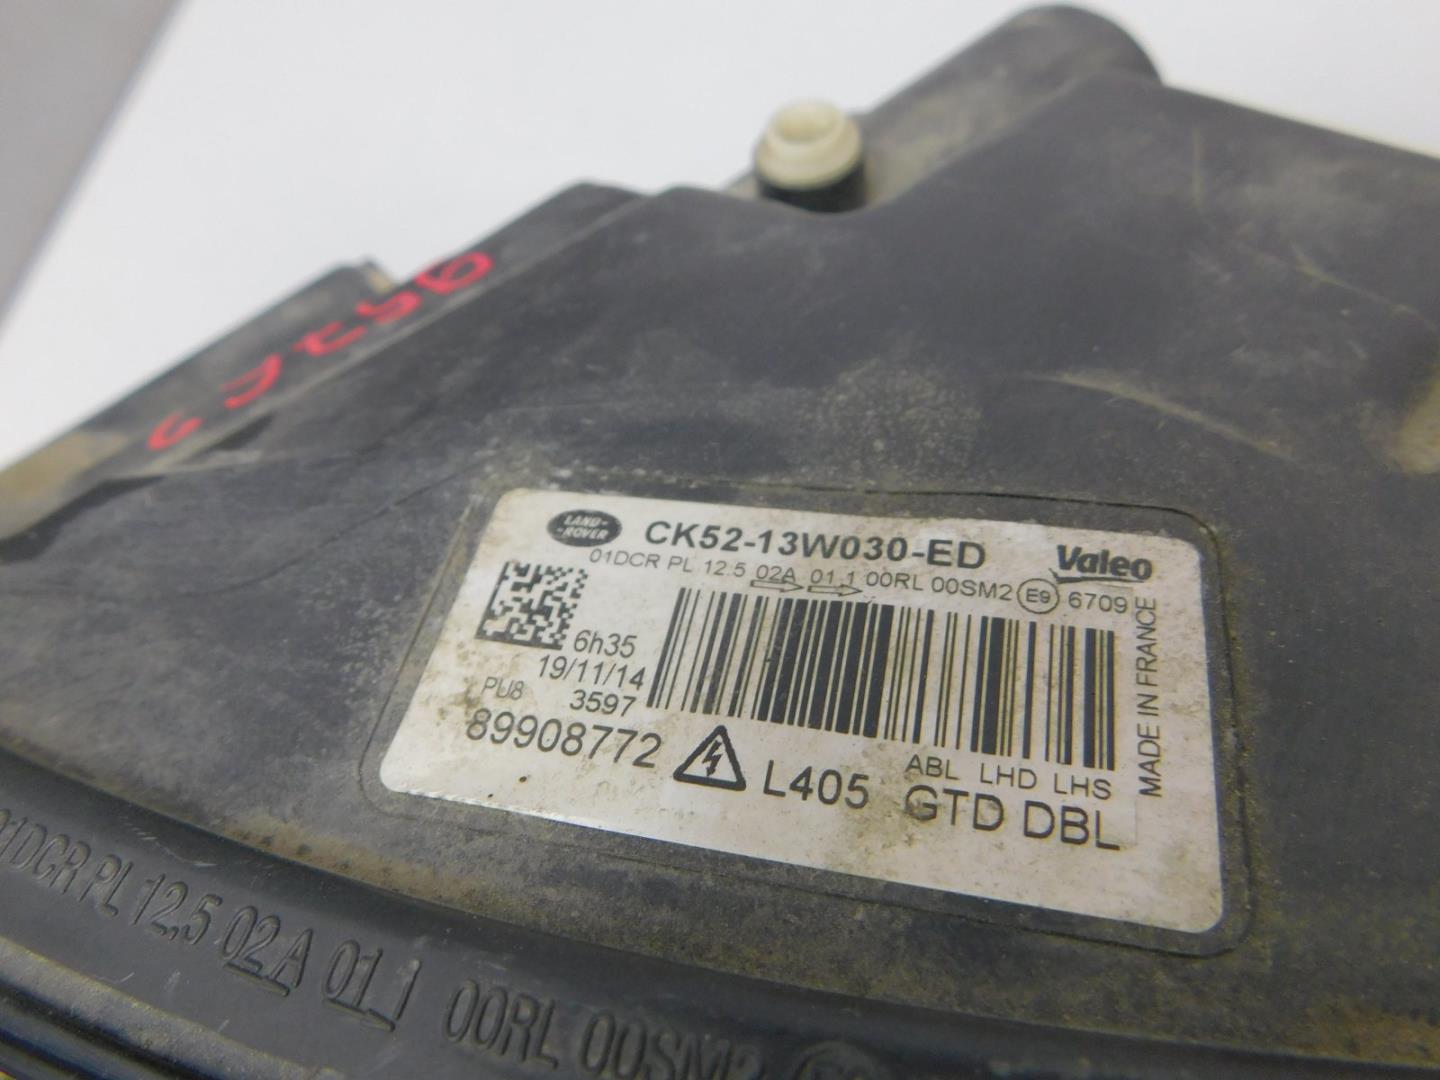 LAND-
-ROVER
CK52-13W030-ED
Valeo
01DCR PL 12.5 02A 01.1 00RL 00SM2 E9 6709
6h35
19/11/14
PU8
3597
89908772
L405
ABL LHD LHS
GTD DBL
MADE IN FRANCE
01DCR PL 12.5 02A 01.1 00RL 00SM2